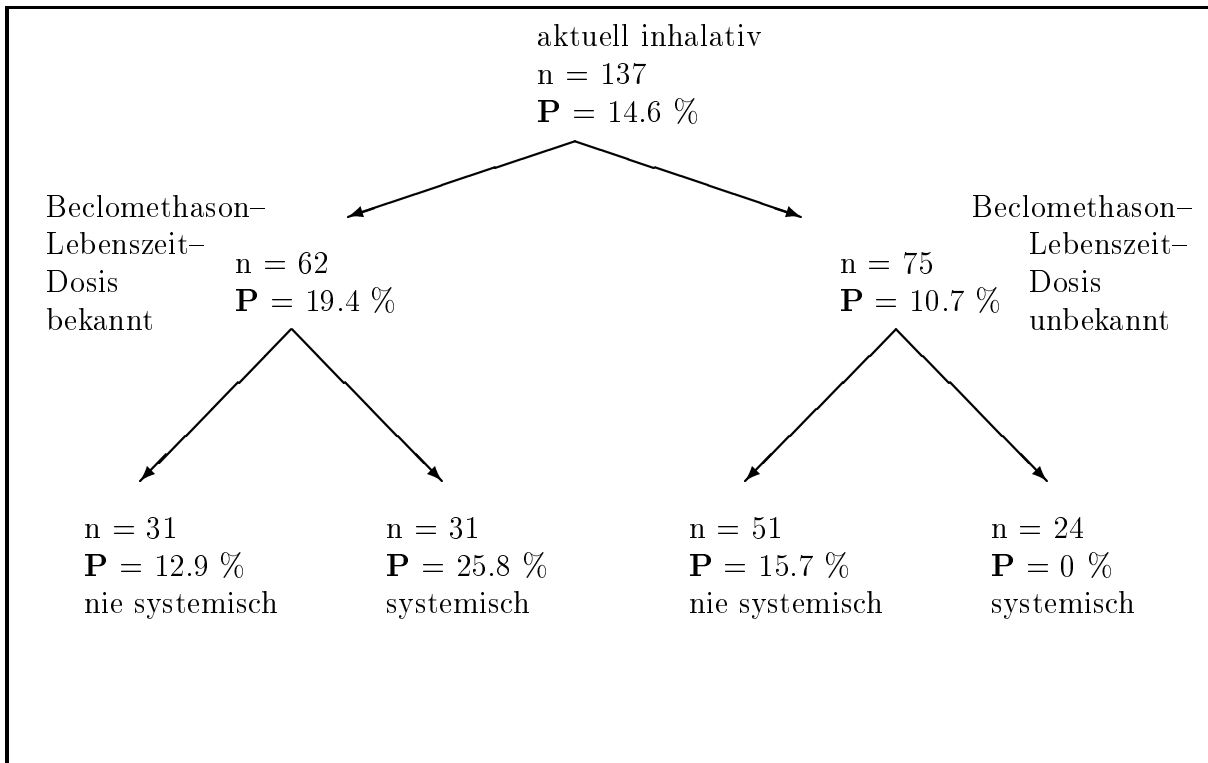 aktuell inhalativ
n = 137
P = 14.6 %
Beclomethason–
Lebenszeit–
Dosis
bekannt
n = 62
P = 19.4 %
n = 75
P = 10.7 %
Beclomethason–
Lebenszeit–
Dosis
unbekannt
n = 31
P = 12.9 %
nie systemisch
n = 31
P = 25.8 %
systemisch
n = 51
P = 15.7 %
nie systemisch
n = 24
P = 0 %
systemisch